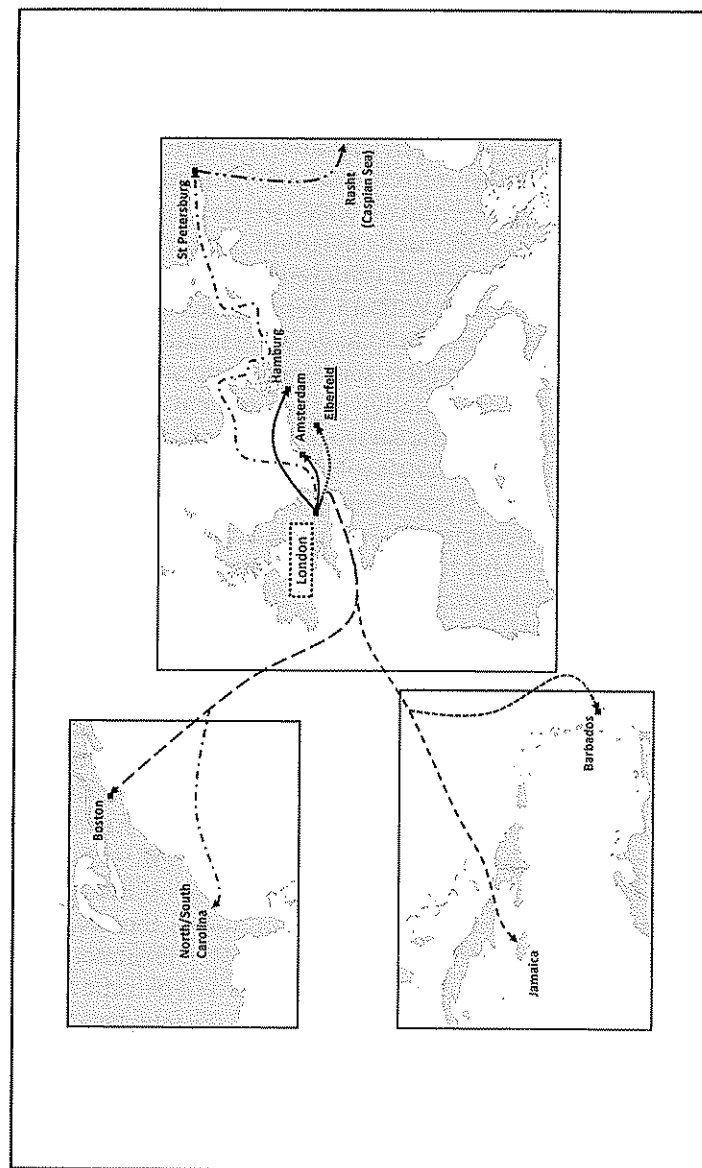 Boston
North/South
Carolina
Jamaica
Barbados
London
Amsterdam
Elberfeld
Hamburg
St Petersburg
Rasht
(Caspian Sea)